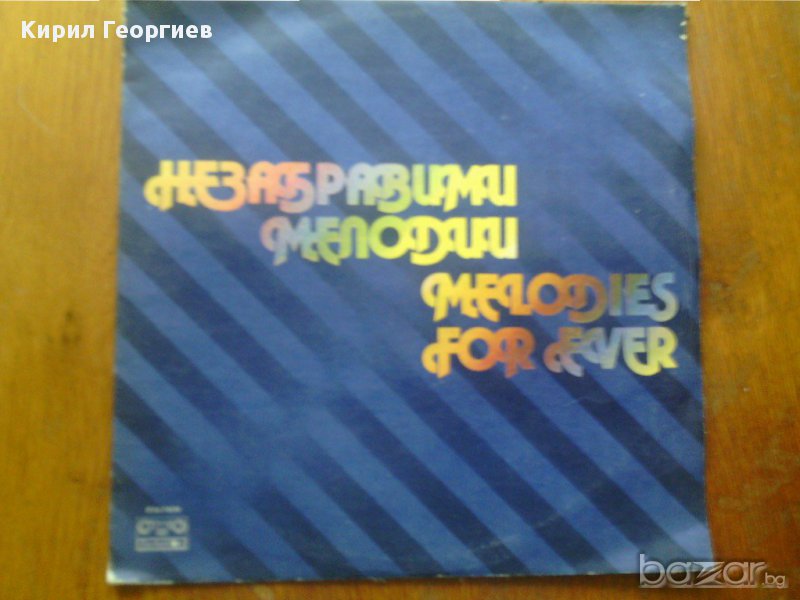 Кирил Георгиев
НЕЗАБРАВИМИ
МЕЛОДИИ
MELODIES
FOR EVER
bazar.bg